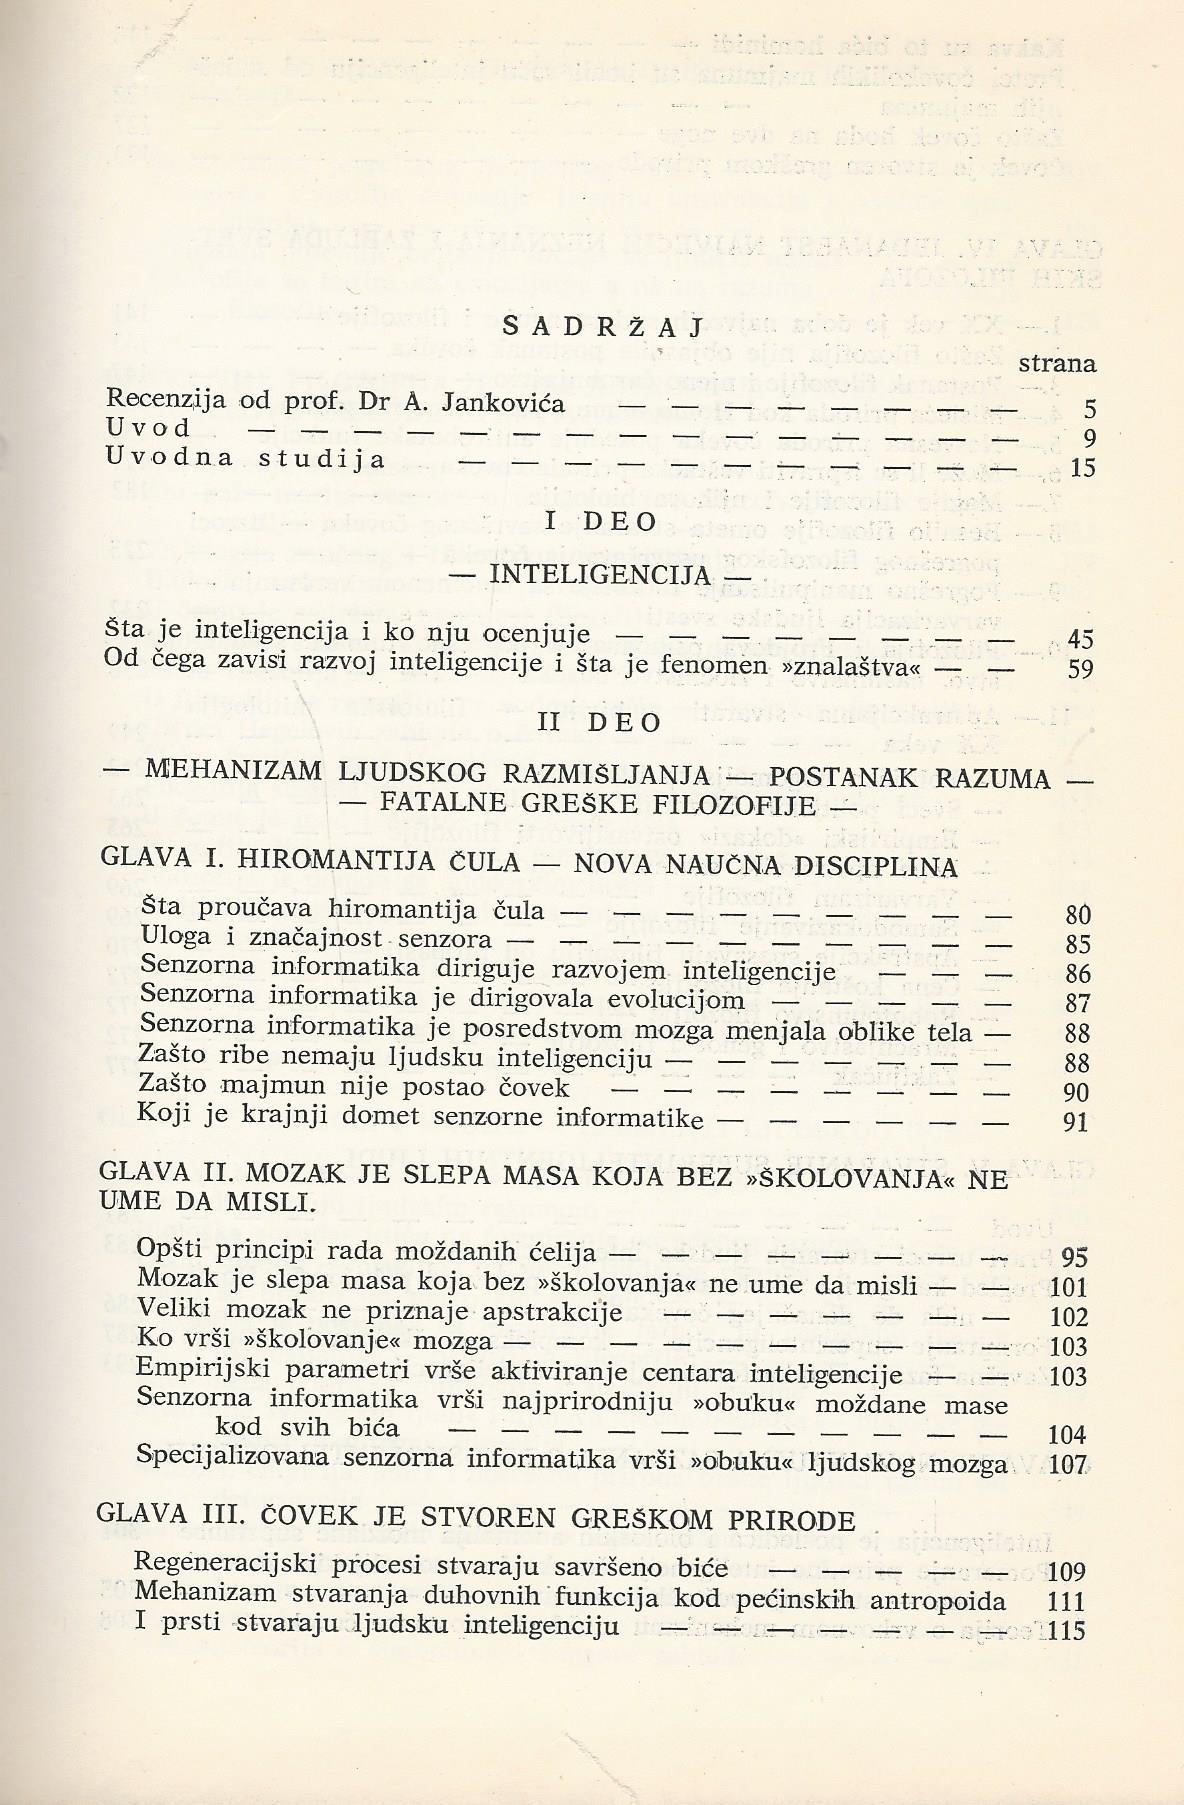 SADRŽAJ
strana
Recenzija od prof. Dr A. Jankovića — — — — — — — — 5
Uvod — — — — — — — — — — — — — — — 9
Uvodna studija — — — — — — — — — — — 15
I DEO
— INTELIGENCIJA —
Šta je inteligencija i ko nju ocenjuje — — — — — — — — 45
Od čega zavisi razvoj inteligencije i šta je fenomen »znalaštva« — — 59
II DEO
— MEHANIZAM LJUDSKOG RAZMIŠLJANJA — POSTANAK RAZUMA —
— FATALNE GREŠKE FILOZOFIJE —
GLAVA I. HIROMANTIJA ČULA — NOVA NAUČNA DISCIPLINA
Šta proučava hiromantija čula — — — — — — — — — 80
Uloga i značajnost senzora — — — — — — — — — — 85
Senzorna informatika diriguje razvojem inteligencije — — — 86
Senzorna informatika je dirigovala evolucijom — — — — — 87
Senzorna informatika je posredstvom mozga menjala oblike tela — 88
Zašto ribe nemaju ljudsku inteligenciju — — — — — — — 88
Zašto majmun nije postao čovek — — — — — — — — 90
Koji je krajnji domet senzorne informatike — — — — — — 91
GLAVA II. MOZAK JE SLEPA MASA KOJA BEZ »ŠKOLOVANJA« NE
UME DA MISLI.
Opšti principi rada moždanih ćelija — — — — — — — — 95
Mozak je slepa masa koja bez »školovanja« ne ume da misli — — 101
Veliki mozak ne priznaje apstrakcije — — — — — — — 102
Ko vrši »školovanje« mozga — — — — — — — — — — 103
Empirijski parametri vrše aktiviranje centara inteligencije — — 103
Senzorna informatika vrši najprirodniju »obuku« moždane mase
kod svih bića — — — — — — — — — — — 104
Specijalizovana senzorna informatika vrši »obuku« ljudskog mozga 107
GLAVA III. ČOVEK JE STVOREN GREŠKOM PRIRODE
Regeneracijski procesi stvaraju savršeno biće — — — — — 109
Mehanizam stvaranja duhovnih funkcija kod pećinskih antropoida 111
I prsti stvaraju ljudsku inteligenciju — — — — — — — 115